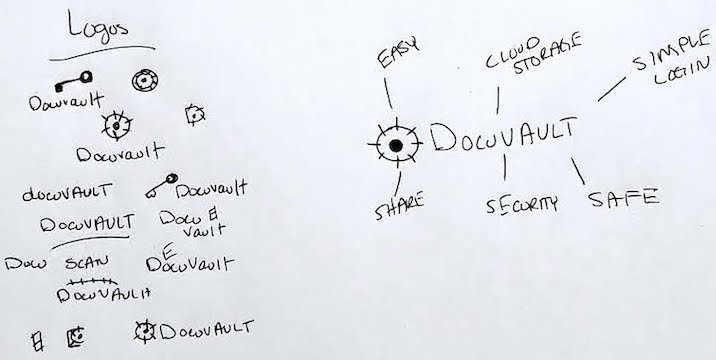 Logos
Docuvault
Docuvault
docuVAULT
Docuvault
DocuVAULT
Docu
vault
Docu SCAN
E
DocuVault
DocuVAULT
DocuVAULT
EASY
CLOUD
STORAGE
SIMPLE
LOGIN
DocuVAULT
SHARE
SECURITY
SAFE